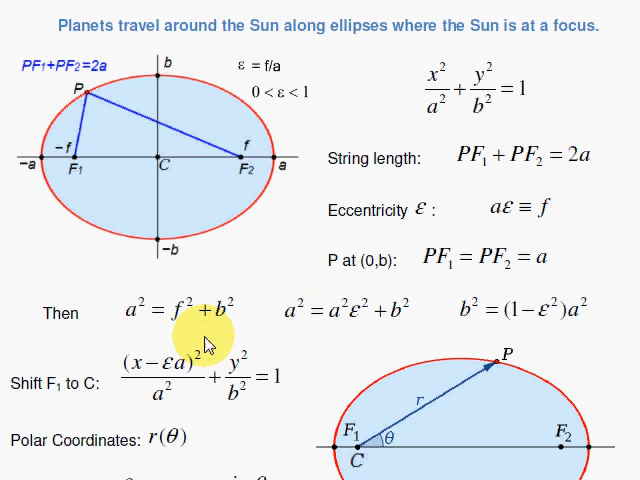 Planets travel around the Sun along ellipses where the Sun is at a focus.
PF₁+PF₂=2a
b
ε = f/a
0 < ε < 1
P
−f
f
−a
F₁
C
F₂
a
−b
x²/a² + y²/b² = 1
String length: PF₁ + PF₂ = 2a
Eccentricity ε : aε ≡ f
P at (0,b): PF₁ = PF₂ = a
Then a² = f² + b² a² = a²ε² + b² b² = (1−ε²)a²
Shift F₁ to C: (x−εa)²/a² + y²/b² = 1
Polar Coordinates: r(θ)
P
r
F₁
θ
F₂
C